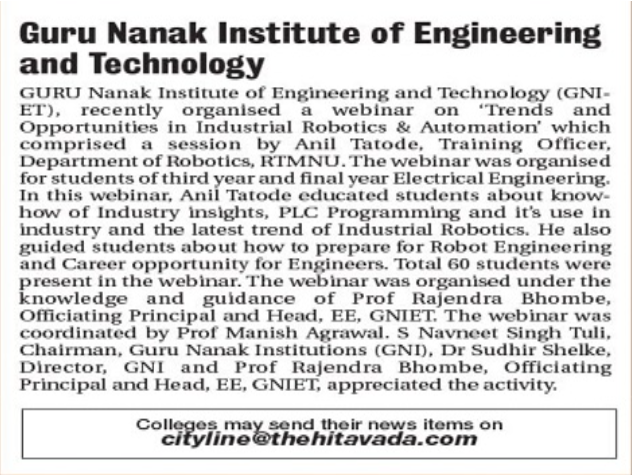 Guru Nanak Institute of Engineering
and Technology
GURU Nanak Institute of Engineering and Technology (GNI-
ET), recently organised a webinar on ‘Trends and
Opportunities in Industrial Robotics & Automation’ which
comprised a session by Anil Tatode, Training Officer,
Department of Robotics, RTMNU. The webinar was organised
for students of third year and final year Electrical Engineering.
In this webinar, Anil Tatode educated students about know-
how of Industry insights, PLC Programming and it’s use in
industry and the latest trend of Industrial Robotics. He also
guided students about how to prepare for Robot Engineering
and Career opportunity for Engineers. Total 60 students were
present in the webinar. The webinar was organised under the
knowledge and guidance of Prof Rajendra Bhombe,
Officiating Principal and Head, EE, GNIET. The webinar was
coordinated by Prof Manish Agrawal. S Navneet Singh Tuli,
Chairman, Guru Nanak Institutions (GNI), Dr Sudhir Shelke,
Director, GNI and Prof Rajendra Bhombe, Officiating
Principal and Head, EE, GNIET, appreciated the activity.
Colleges may send their news items on
cityline@thehitavada.com